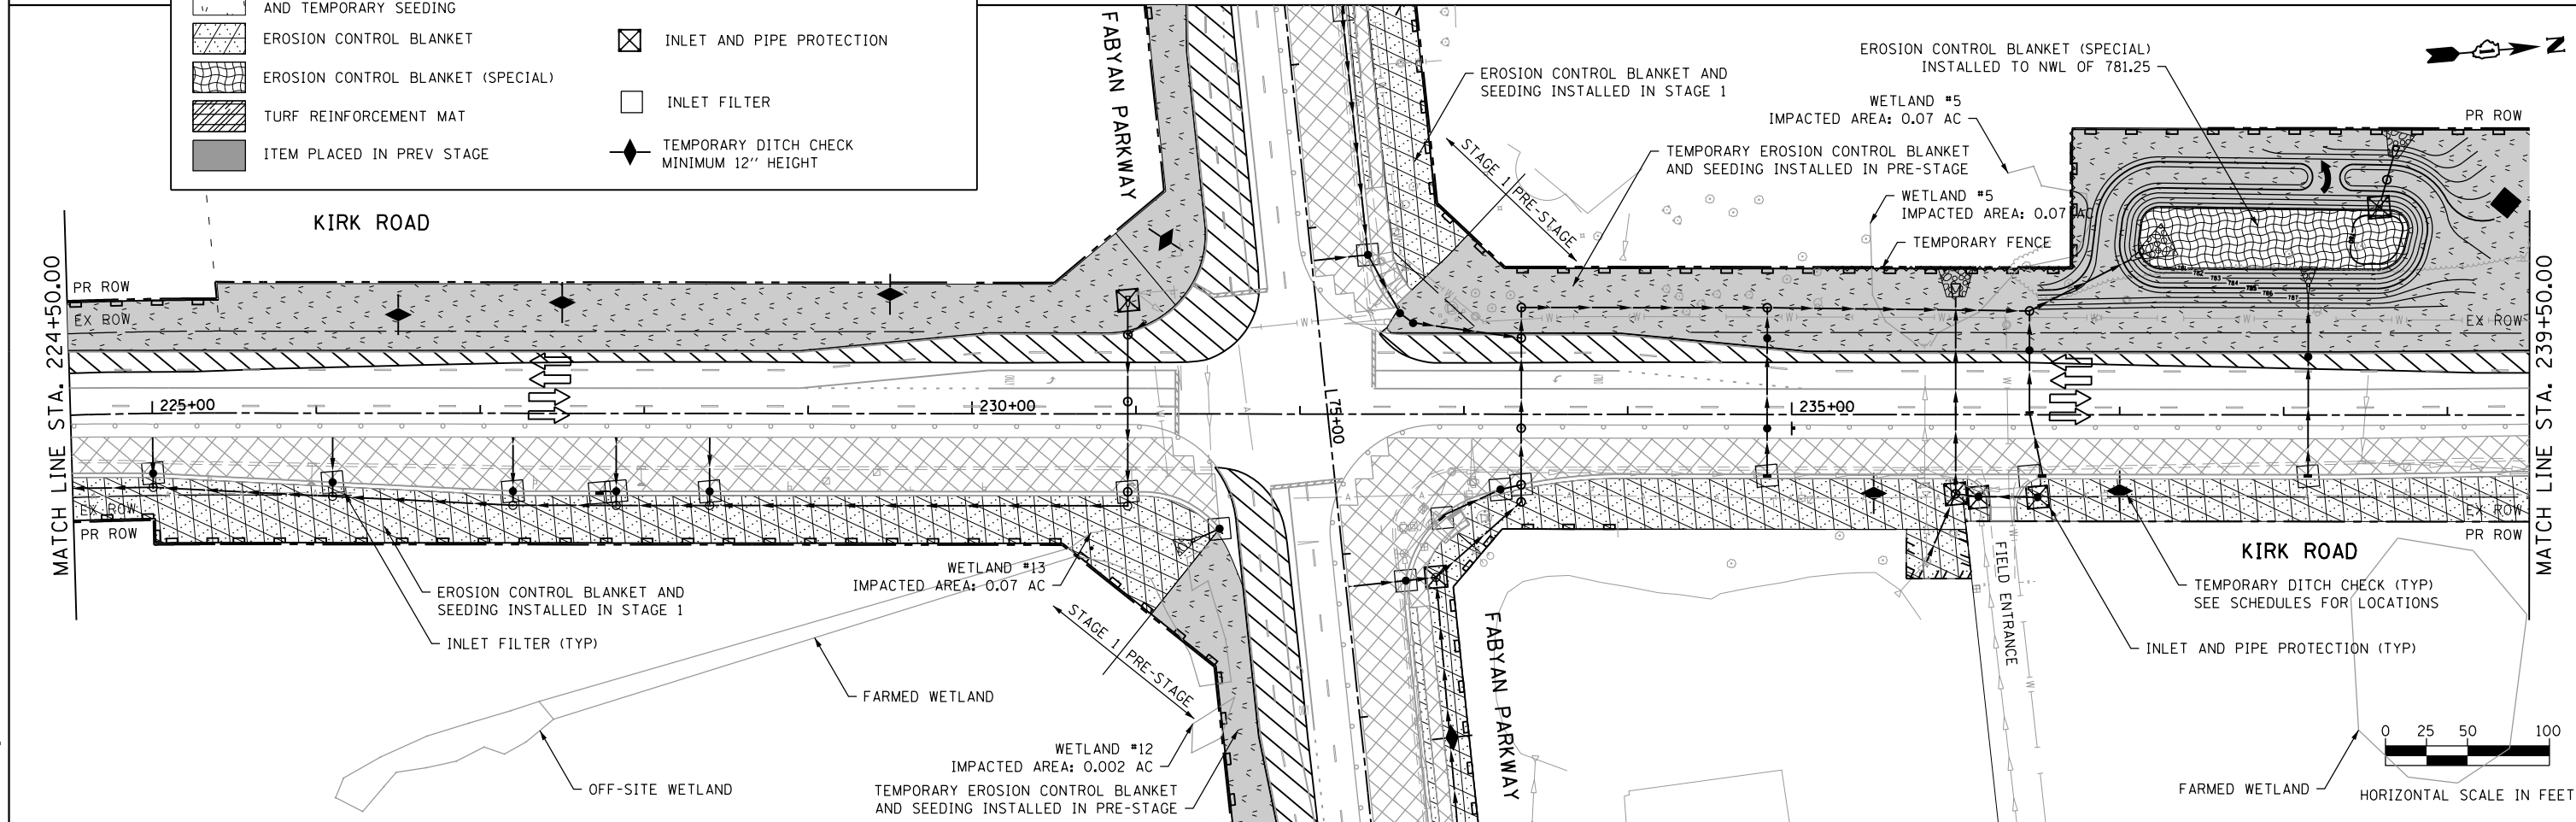 AND TEMPORARY SEEDING
EROSION CONTROL BLANKET
EROSION CONTROL BLANKET (SPECIAL)
TURF REINFORCEMENT MAT
ITEM PLACED IN PREV STAGE
INLET AND PIPE PROTECTION
INLET FILTER
TEMPORARY DITCH CHECK
MINIMUM 12'' HEIGHT
FABYAN PARKWAY
EROSION CONTROL BLANKET AND
SEEDING INSTALLED IN STAGE 1
EROSION CONTROL BLANKET (SPECIAL)
INSTALLED TO NWL OF 781.25
N
WETLAND #5
IMPACTED AREA: 0.07 AC
PR ROW
STAGE 1
PRE-STAGE
TEMPORARY EROSION CONTROL BLANKET
AND SEEDING INSTALLED IN PRE-STAGE
WETLAND #5
IMPACTED AREA: 0.07 AC
TEMPORARY FENCE
KIRK ROAD
MATCH LINE STA. 224+50.00
PR ROW
EX ROW
782
783
784
785
786
787
W
W
W
W
W
W
W
EX ROW
MATCH LINE STA. 239+50.00
ONLY
ONLY
225+00
230+00
75+00
235+00
EX ROW
PR ROW
EX ROW
PR ROW
KIRK ROAD
WETLAND #13
IMPACTED AREA: 0.07 AC
EROSION CONTROL BLANKET AND
SEEDING INSTALLED IN STAGE 1
INLET FILTER (TYP)
STAGE 1
PRE-STAGE
FIELD ENTRANCE
TEMPORARY DITCH CHECK (TYP)
SEE SCHEDULES FOR LOCATIONS
INLET AND PIPE PROTECTION (TYP)
FABYAN PARKWAY
FARMED WETLAND
WETLAND #12
IMPACTED AREA: 0.002 AC
TEMPORARY EROSION CONTROL BLANKET
AND SEEDING INSTALLED IN PRE-STAGE
OFF-SITE WETLAND
FARMED WETLAND
0 25 50 100
HORIZONTAL SCALE IN FEET